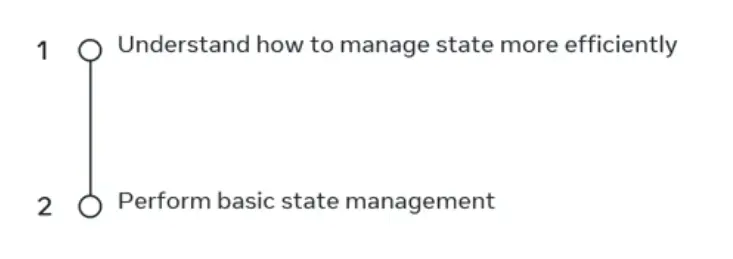 1 Understand how to manage state more efficiently
2 Perform basic state management